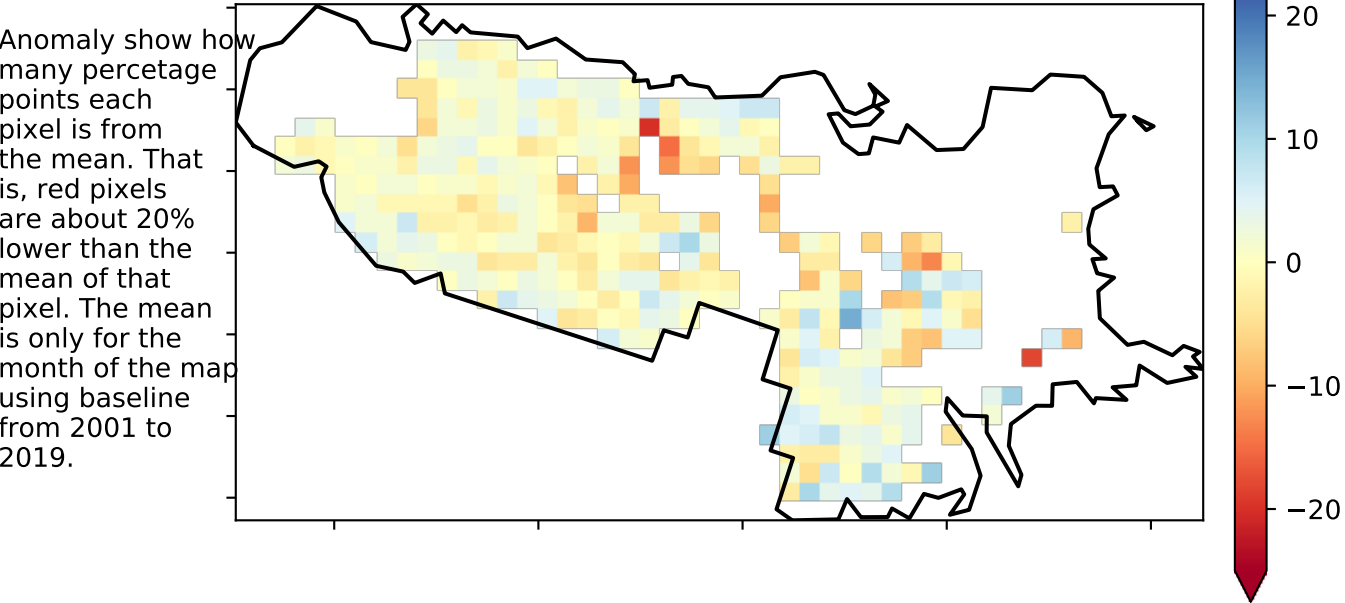 Anomaly show how
many percetage
points each
pixel is from
the mean. That
is, red pixels
are about 20%
lower than the
mean of that
pixel. The mean
is only for the
month of the map
using baseline
from 2001 to
2019.
20
10
0
−10
−20